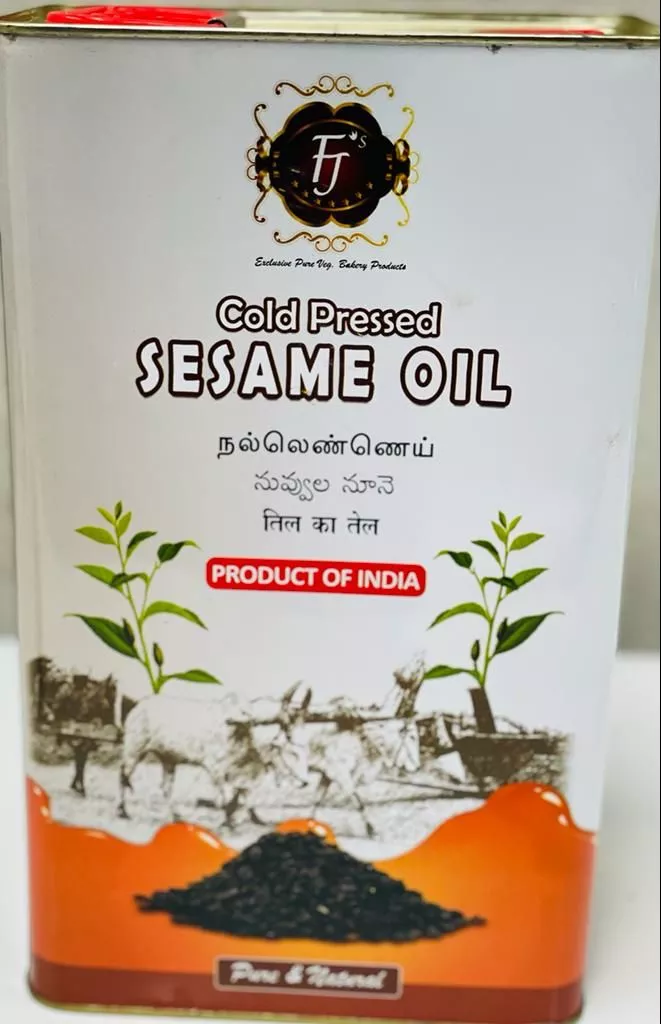 FJ's
Exclusive Pure Veg. Bakery Products
Cold Pressed
SESAME OIL
நல்லெண்ணெய்
నువ్వుల నూనె
तिल का तेल
PRODUCT OF INDIA
Pure & Natural